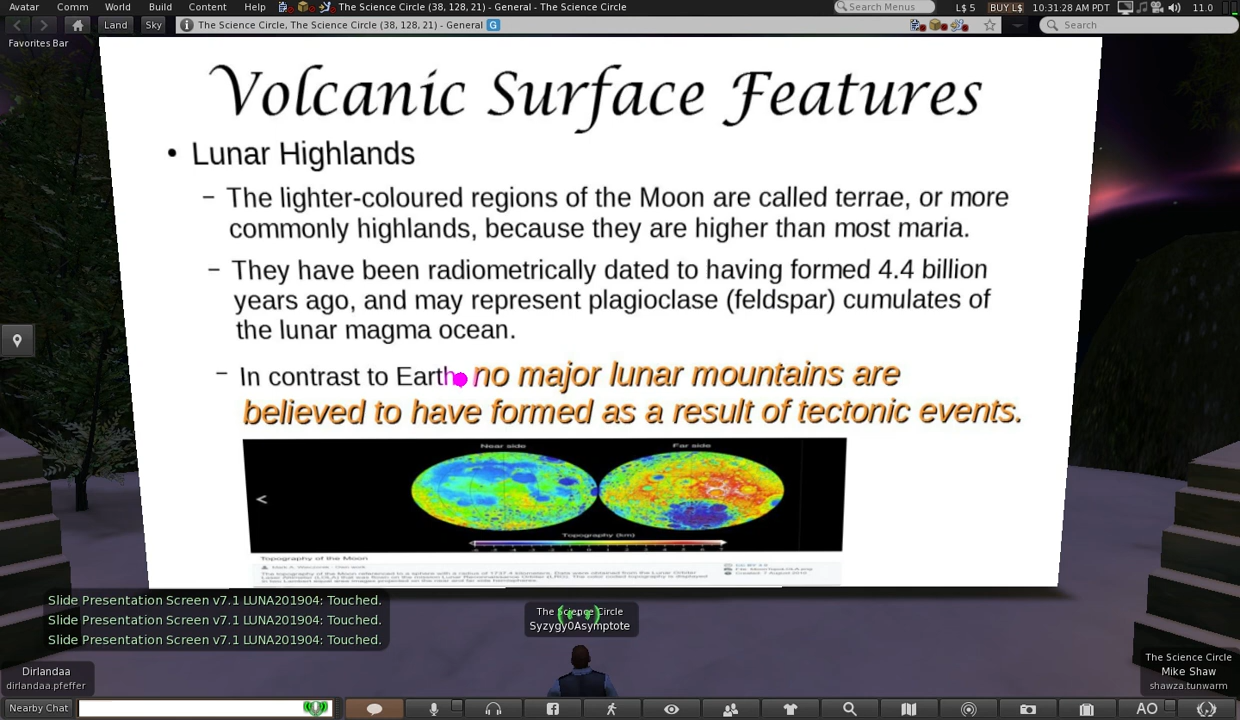 Avatar Comm World Build Content Help The Science Circle, The Science Circle (38, 128, 21) - General - The Science Circle Search Menus L$ 5 BUY L$ 10:31:28 AM PDT 11.0
Land Sky The Science Circle, The Science Circle (38, 128, 21) - General G Search
Favorites Bar
Volcanic Surface Features
• Lunar Highlands
– The lighter-coloured regions of the Moon are called terrae, or more
commonly highlands, because they are higher than most maria.
– They have been radiometrically dated to having formed 4.4 billion
years ago, and may represent plagioclase (feldspar) cumulates of
the lunar magma ocean.
– In contrast to Earth, no major lunar mountains are
believed to have formed as a result of tectonic events.
Near side Far side
Topography (km)
Topography of the Moon
Slide Presentation Screen v7.1 LUNA201904: Touched.
Slide Presentation Screen v7.1 LUNA201904: Touched.
Slide Presentation Screen v7.1 LUNA201904: Touched.
The Science Circle
Syzygy0Asymptote
Dirlandaa
dirlandaa.pfeffer
The Science Circle
Mike Shaw
shawza.tunwarm
Nearby Chat AO